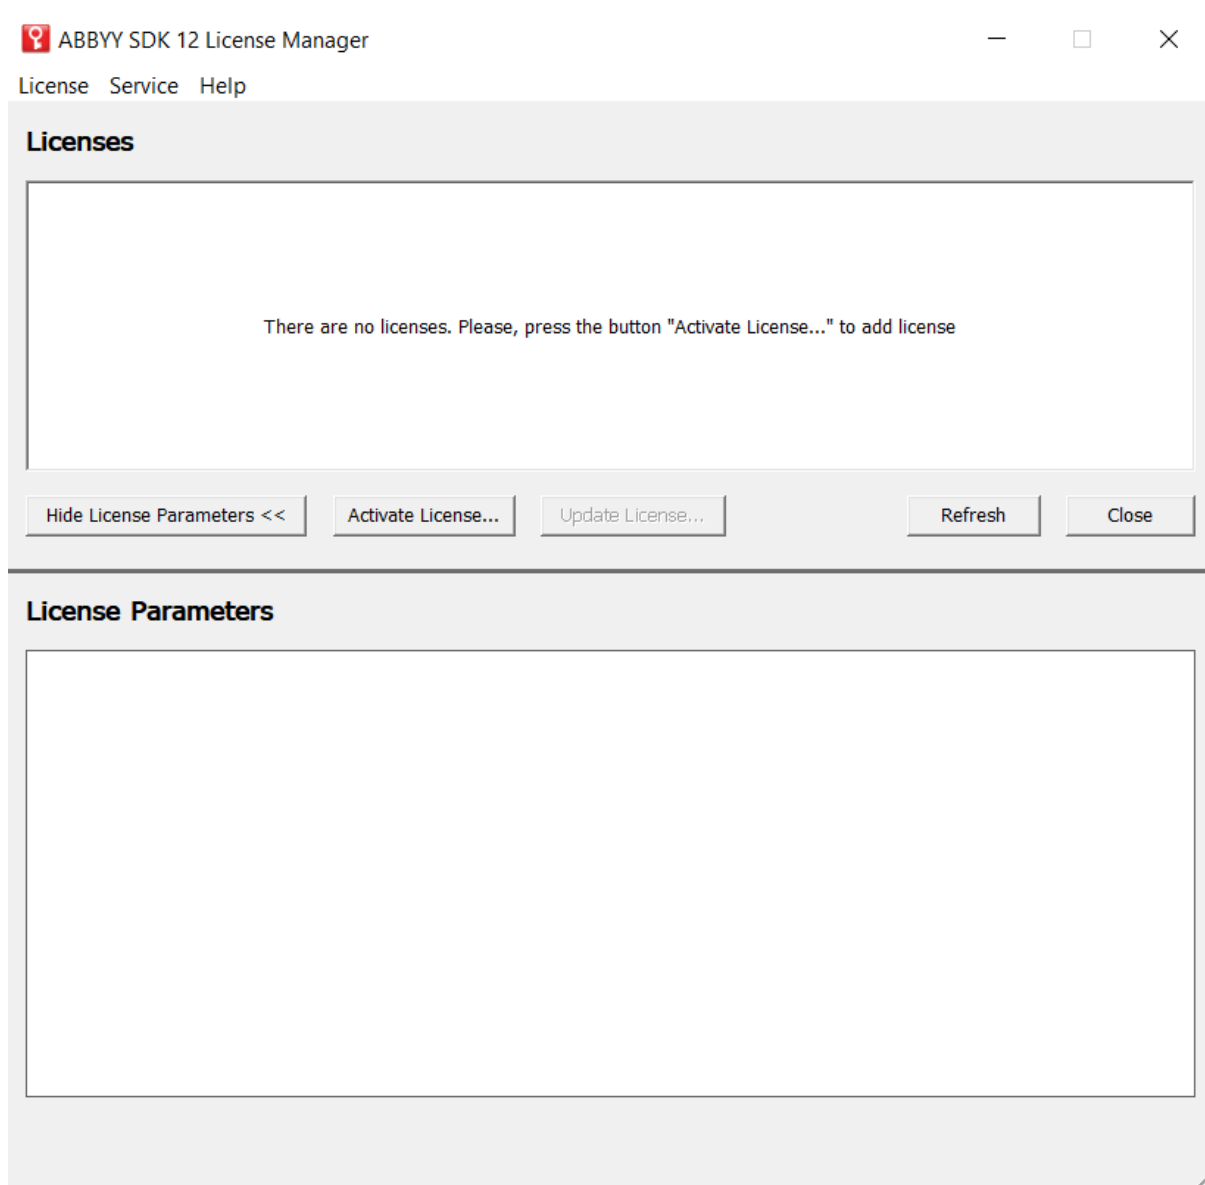 ABBYY SDK 12 License Manager
License Service Help
Licenses
There are no licenses. Please, press the button "Activate License..." to add license
Hide License Parameters << Activate License... Update License... Refresh Close
License Parameters